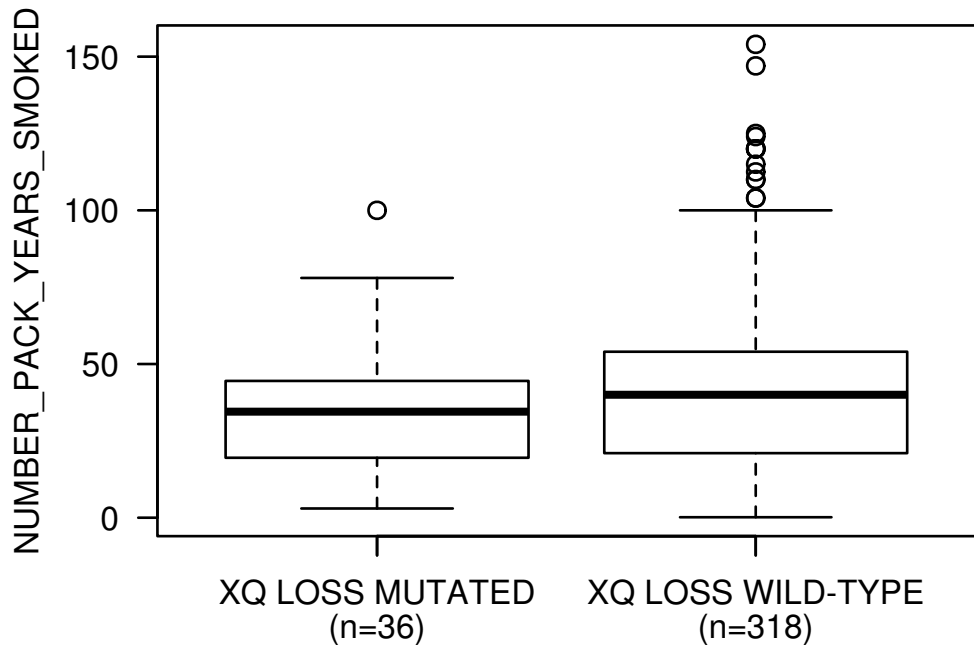 NUMBER_PACK_YEARS_SMOKED
150
100
50
0
XQ LOSS MUTATED
(n=36)
XQ LOSS WILD-TYPE
(n=318)